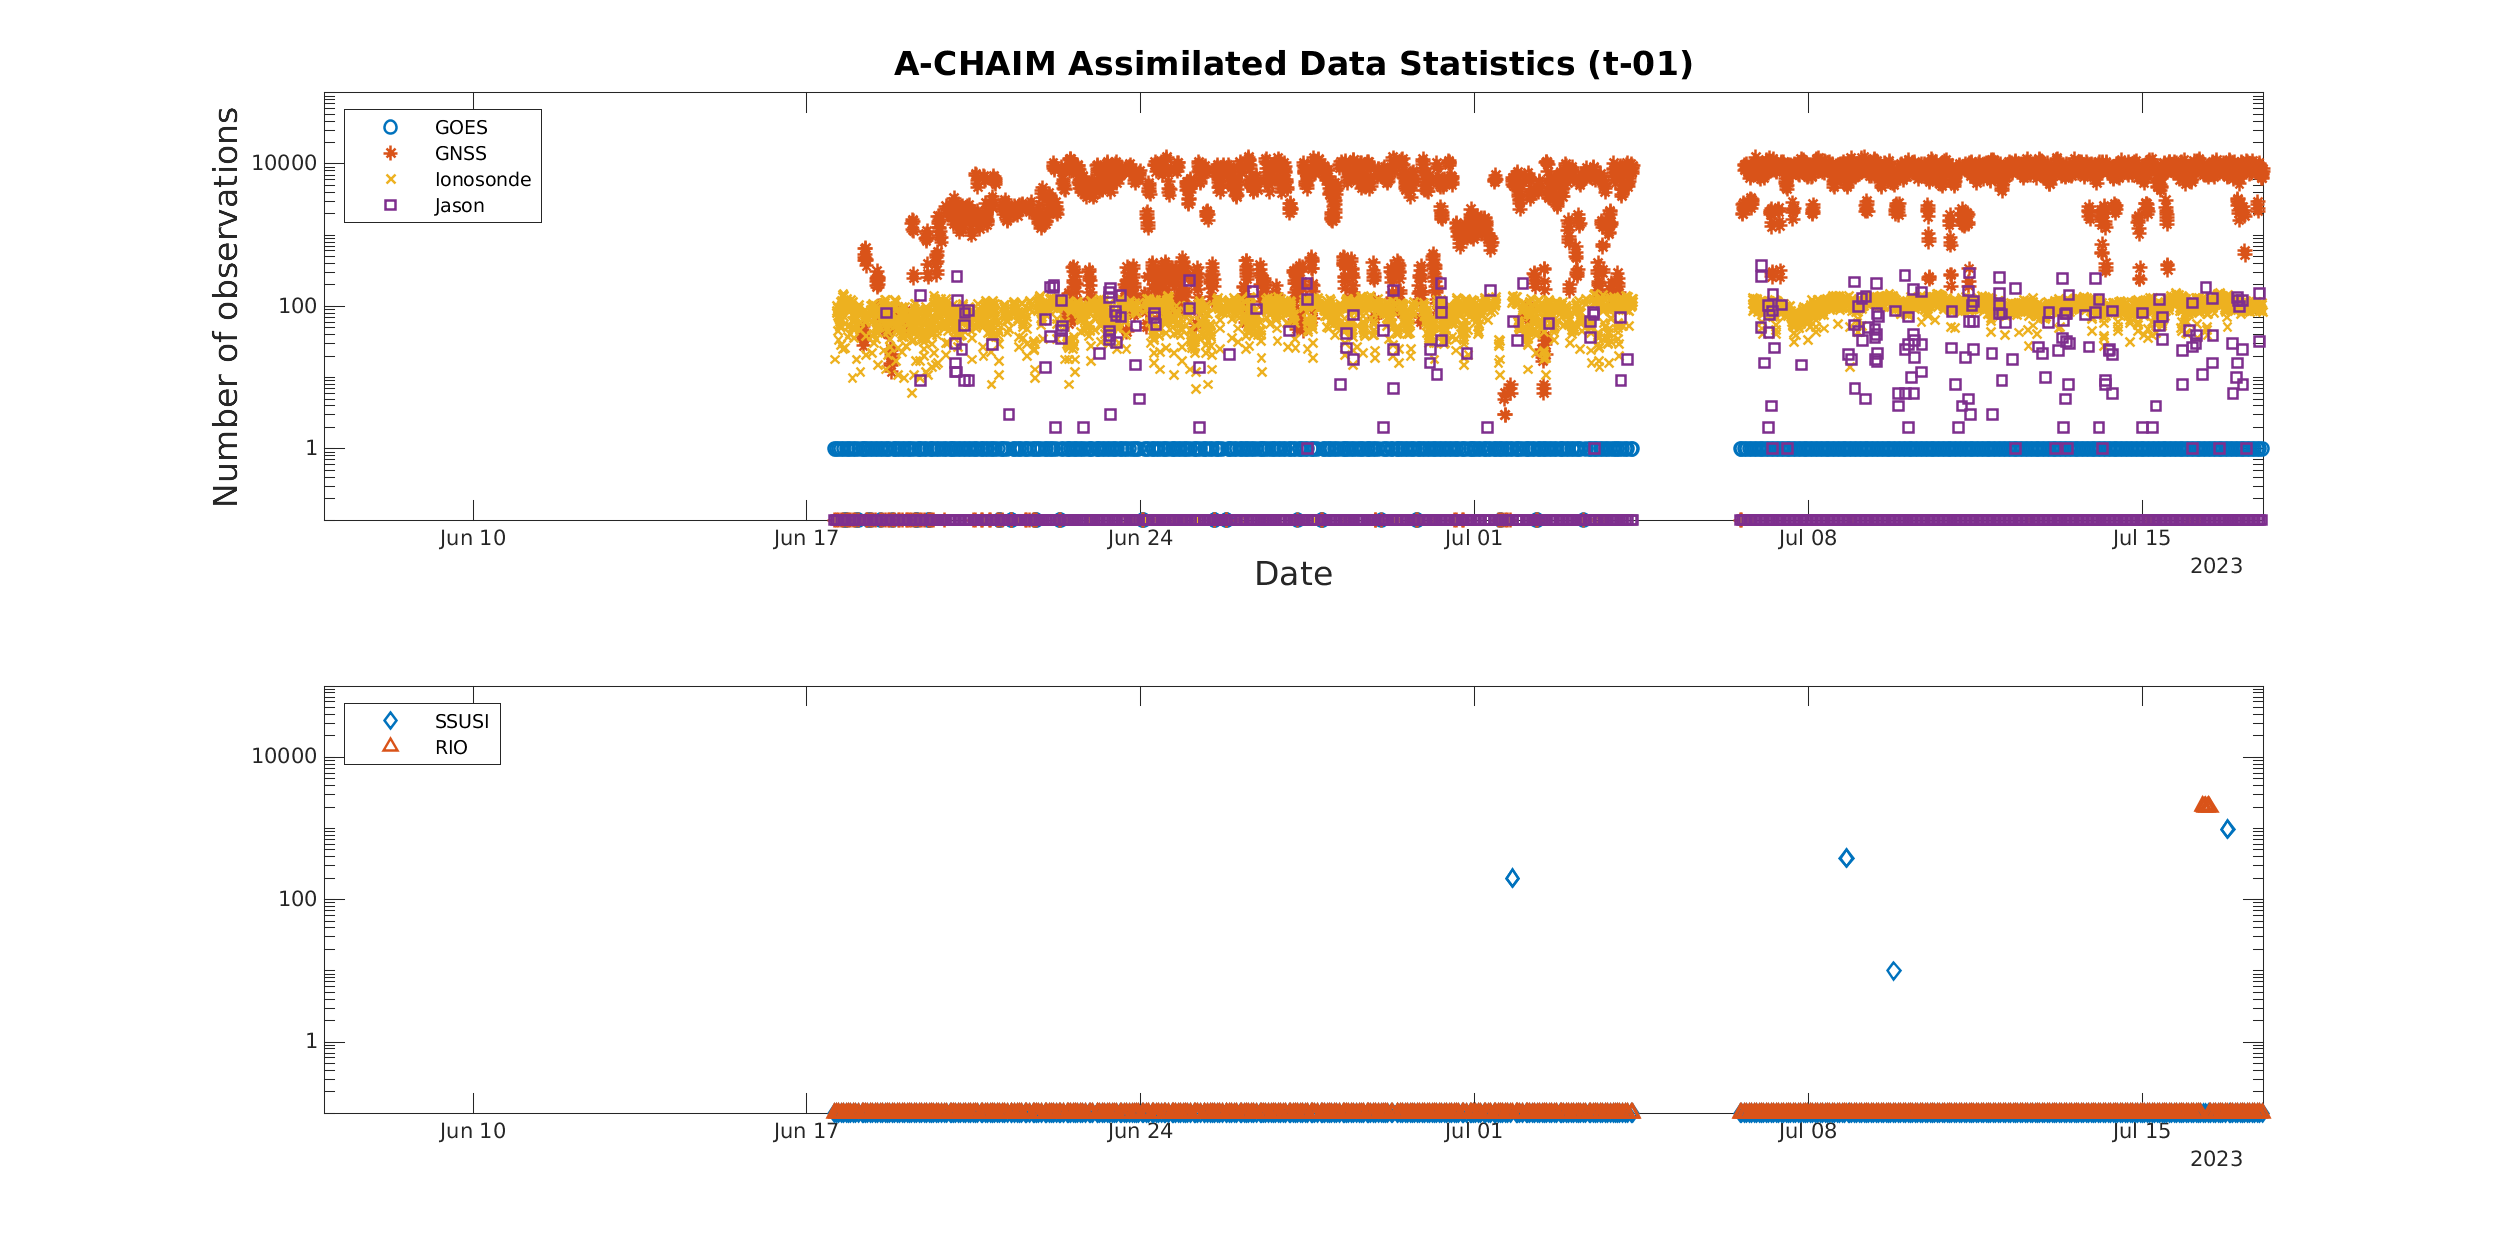 A-CHAIM Assimilated Data Statistics (t-01)
Number of observations
10000
100
1
GOES
GNSS
Ionosonde
Jason
Jun 10 Jun 17 Jun 24 Jul 01 Jul 08 Jul 15
2023
Date
10000
100
1
SSUSI
RIO
Jun 10 Jun 17 Jun 24 Jul 01 Jul 08 Jul 15
2023